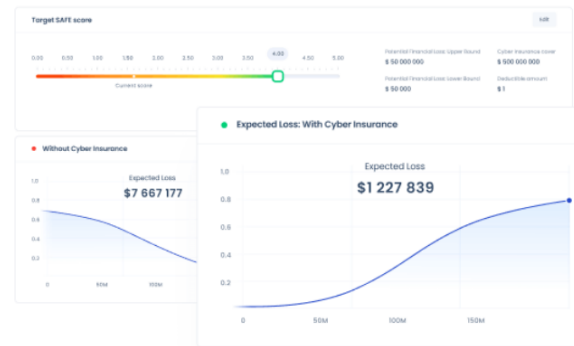 Target SAFE score
Edit
4.00
0.00 0.50 1.00 1.50 2.00 2.50 3.00 3.50 4.50 5.00
Current score
Potential Financial Loss Upper Bound
$ 50 000 000
Cyber Insurance Cover
$ 500 000 000
Potential Financial Loss Lower Bound
$ 50 000
Deductible amount
$ 1
Without Cyber Insurance
Expected Loss
$7 667 177
1.0
0.8
0.6
0.4
0.2
0 50M 100M
Expected Loss: With Cyber Insurance
Expected Loss
$1 227 839
1.0
0.8
0.6
0.4
0.2
0 50M 100M 150M